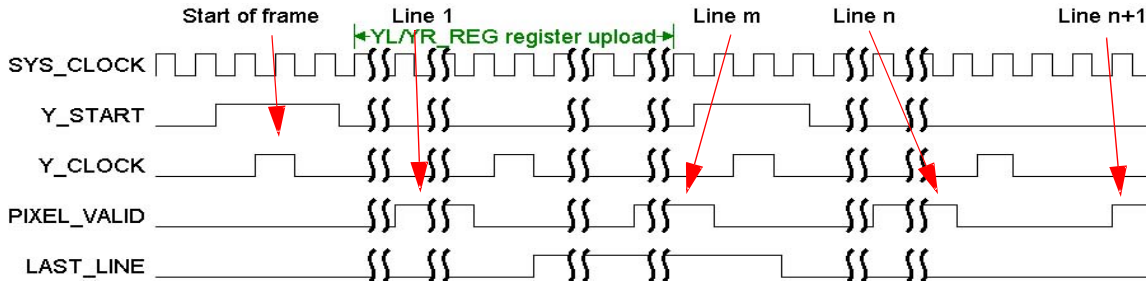 Start of frame Line 1 Line m Line n Line n+1
YL/YR_REG register upload
SYS_CLOCK
Y_START
Y_CLOCK
PIXEL_VALID
LAST_LINE